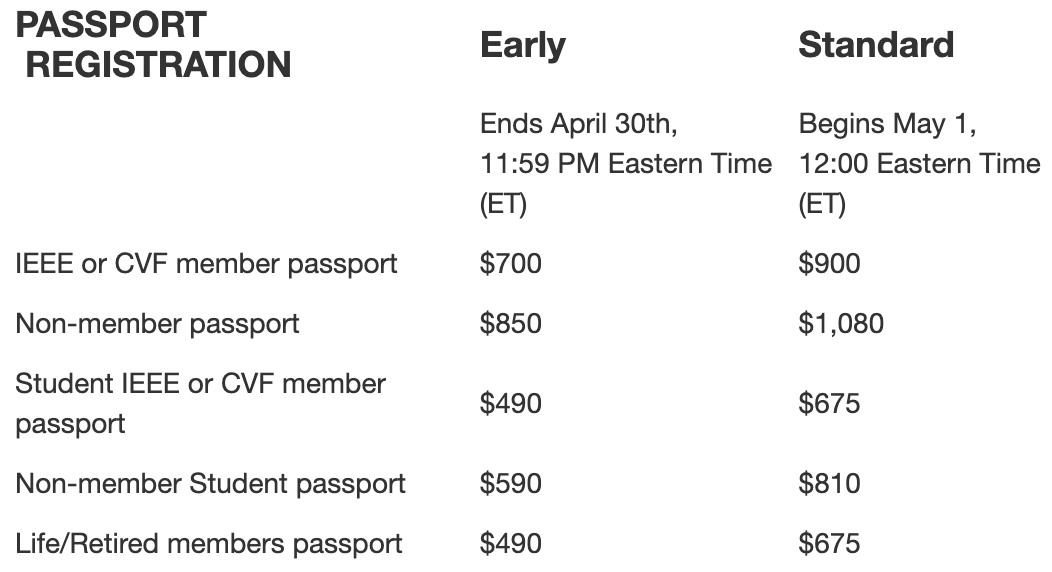 PASSPORT
REGISTRATION
Early
Standard
Ends April 30th,
11:59 PM Eastern Time
(ET)
Begins May 1,
12:00 Eastern Time
(ET)
IEEE or CVF member passport
$700
$900
Non-member passport
$850
$1,080
Student IEEE or CVF member
passport
$490
$675
Non-member Student passport
$590
$810
Life/Retired members passport
$490
$675